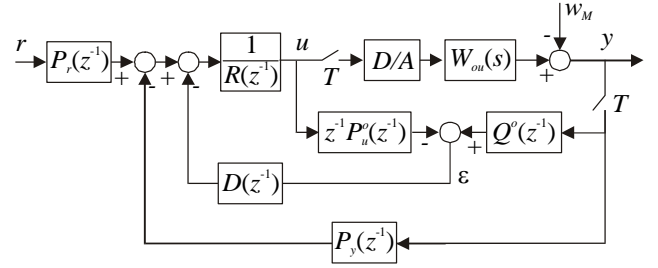 w_M
r
P_r(z^{-1})
+
-
+
-
1
R(z^{-1})
u
T
D/A
W_{ou}(s)
-
+
y
T
z^{-1}P_u^o(z^{-1})
-
+
Q^o(z^{-1})
ε
D(z^{-1})
P_y(z^{-1})